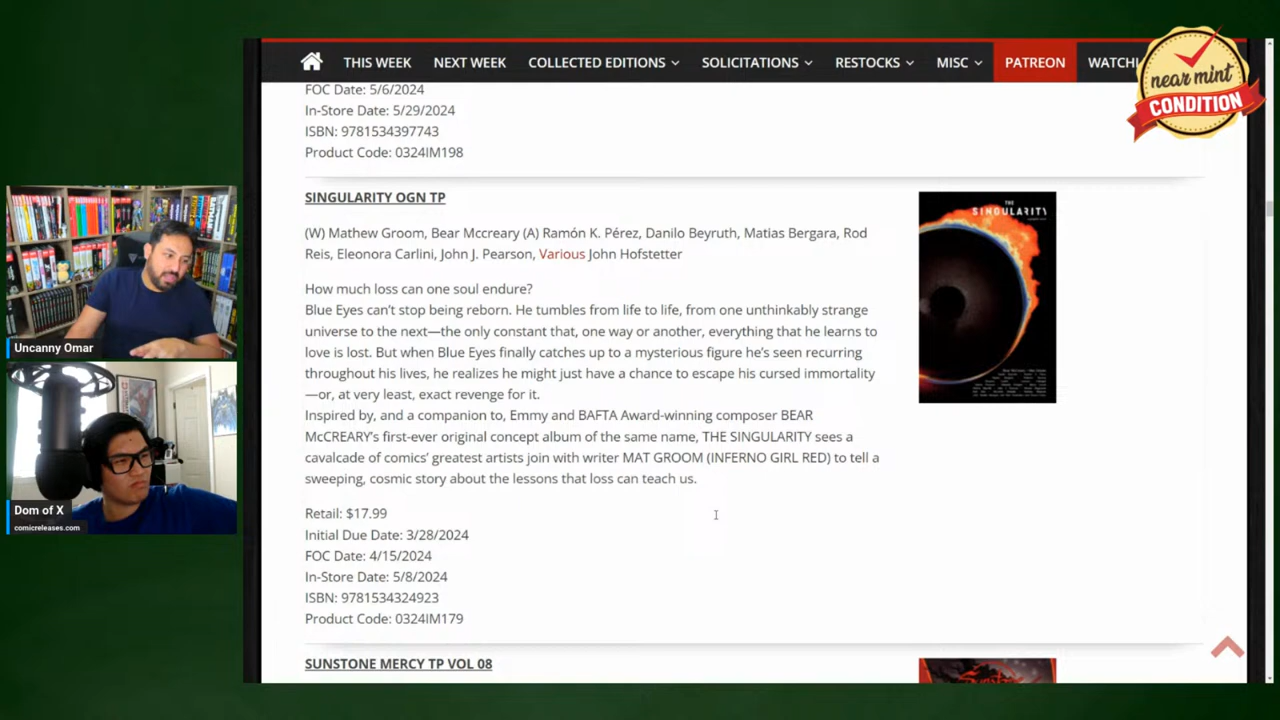 THIS WEEK
NEXT WEEK
COLLECTED EDITIONS
SOLICITATIONS
RESTOCKS
MISC
PATREON
near mint
CONDITION
FOC Date: 5/6/2024
In-Store Date: 5/29/2024
ISBN: 9781534397743
Product Code: 0324IM198
SINGULARITY OGN TP
(W) Mathew Groom, Bear Mccreary (A) Ramón K. Pérez, Danilo Beyruth, Matias Bergara, Rod
Reis, Eleonora Carlini, John J. Pearson, Various John Hofstetter
How much loss can one soul endure?
Blue Eyes can't stop being reborn. He tumbles from life to life, from one unthinkably strange
universe to the next—the only constant that, one way or another, everything that he learns to
love is lost. But when Blue Eyes finally catches up to a mysterious figure he's seen recurring
throughout his lives, he realizes he might just have a chance to escape his cursed immortality
—or, at very least, exact revenge for it.
Inspired by, and a companion to, Emmy and BAFTA Award-winning composer BEAR
McCREARY's first-ever original concept album of the same name, THE SINGULARITY sees a
cavalcade of comics' greatest artists join with writer MAT GROOM (INFERNO GIRL RED) to tell a
sweeping, cosmic story about the lessons that loss can teach us.
Retail: $17.99
Initial Due Date: 3/28/2024
FOC Date: 4/15/2024
In-Store Date: 5/8/2024
ISBN: 9781534324923
Product Code: 0324IM179
SUNSTONE MERCY TP VOL 08
THE
SINGULARITY
Uncanny Omar
Dom of X
comicreleases.com